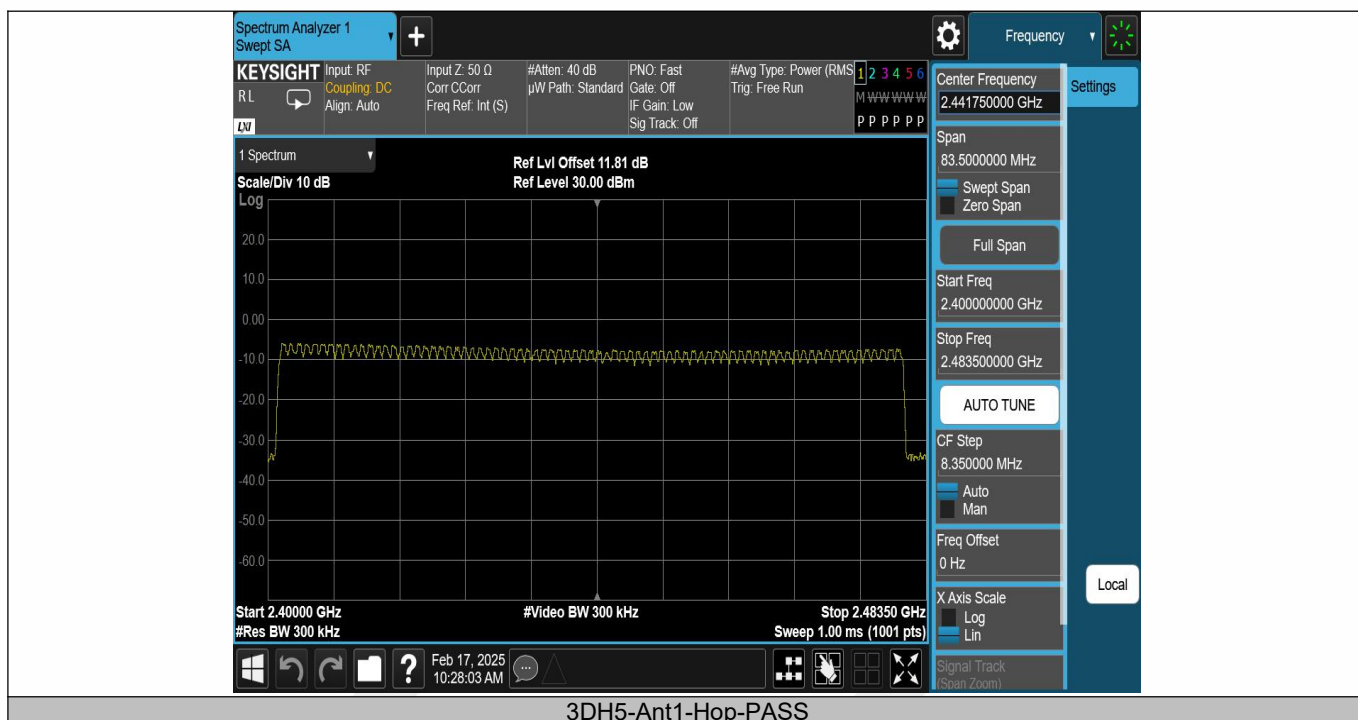 Spectrum Analyzer 1
Swept SA
Frequency
KEYSIGHT
Input: RF
Coupling: DC
Align: Auto
RL
LXI
Input Z: 50 Ω
Corr CCorr
Freq Ref: Int (S)
#Atten: 40 dB
µW Path: Standard
PNO: Fast
Gate: Off
IF Gain: Low
Sig Track: Off
#Avg Type: Power (RMS
Trig: Free Run
1 2 3 4 5 6
M W W W W W
P P P P P P
1 Spectrum
Scale/Div 10 dB
Log
Ref Lvl Offset 11.81 dB
Ref Level 30.00 dBm
20.0
10.0
0.00
-10.0
-20.0
-30.0
-40.0
-50.0
-60.0
Start 2.40000 GHz
#Res BW 300 kHz
#Video BW 300 kHz
Stop 2.48350 GHz
Sweep 1.00 ms (1001 pts)
Center Frequency
2.441750000 GHz
Settings
Span
83.5000000 MHz
Swept Span
Zero Span
Full Span
Start Freq
2.400000000 GHz
Stop Freq
2.483500000 GHz
AUTO TUNE
CF Step
8.350000 MHz
Auto
Man
Freq Offset
0 Hz
Local
X Axis Scale
Log
Lin
Signal Track
(Span Zoom)
?
Feb 17, 2025
10:28:03 AM
3DH5-Ant1-Hop-PASS